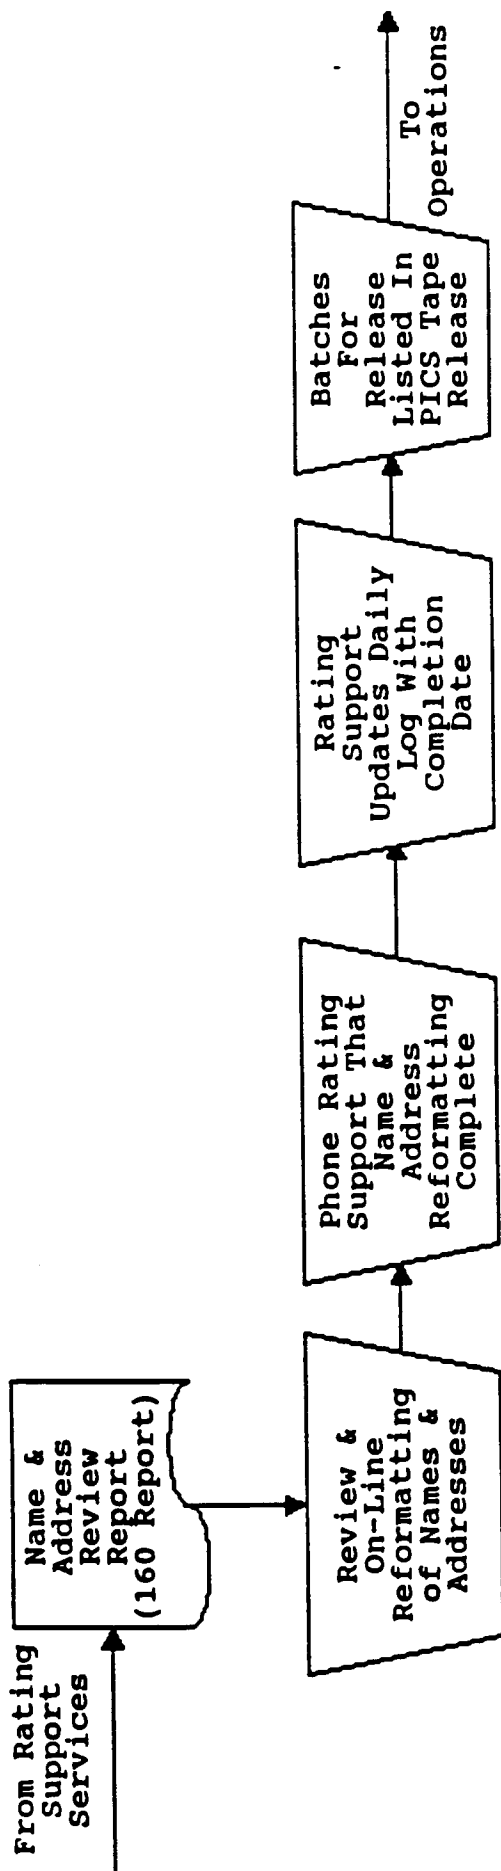 From Rating
Support
Services
Name &
Address
Review
Report
(160 Report)
Review &
On-Line
Reformatting
of Names &
Addresses
Phone Rating
Support That
Name &
Address
Reformatting
Complete
Rating
Support
Updates Daily
Log With
Completion
Date
Batches
For
Release
Listed In
PICS Tape
Release
To
Operations